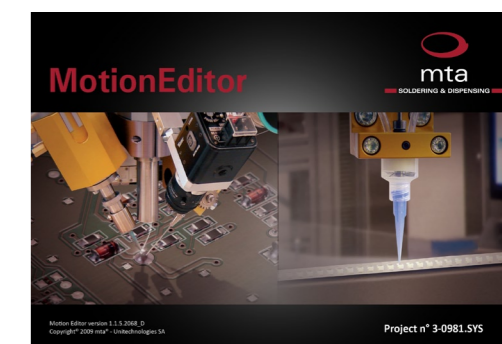 MotionEditor
mta
SOLDERING & DISPENSING
Motion Editor version 1.1.5.2068_D
Copyright® 2009 mta® - Unitechnologies SA
Project n° 3-0981.SYS